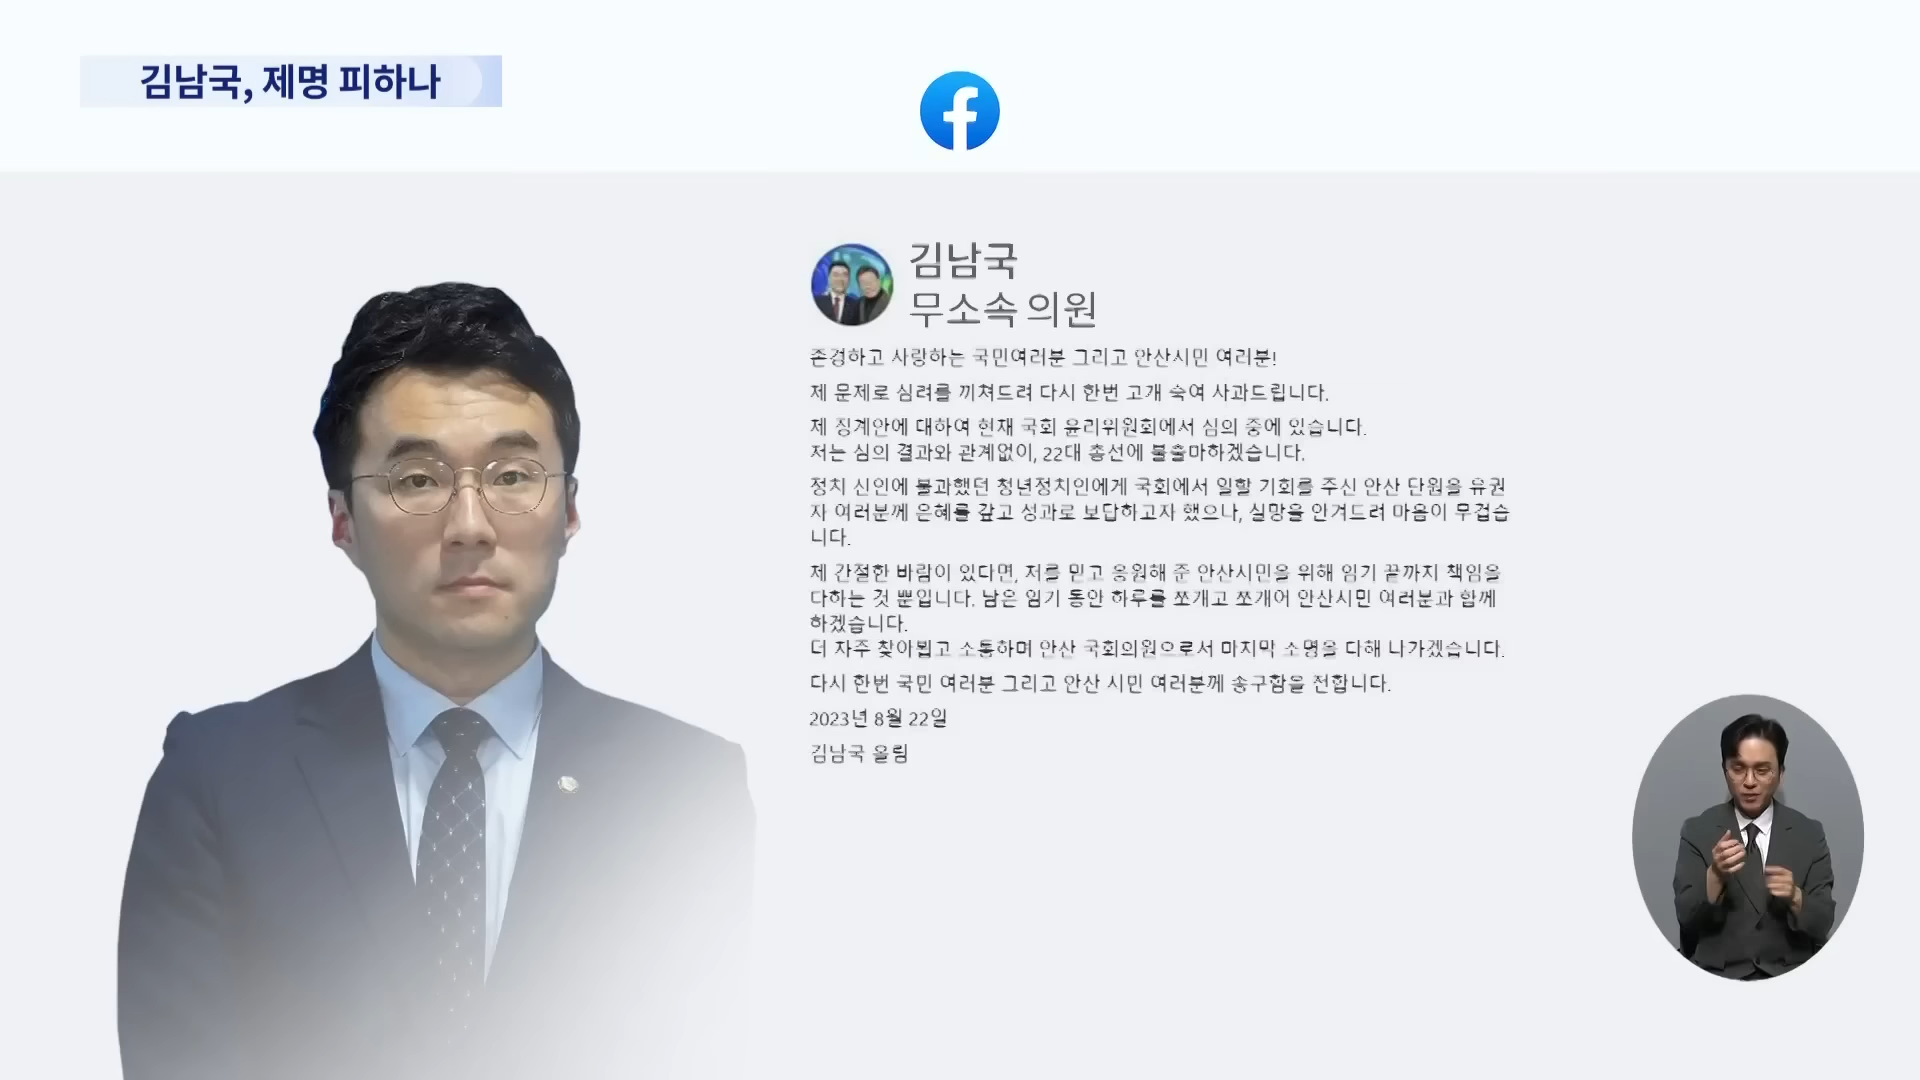 김남국, 제명 피하나
김남국
무소속 의원
존경하고 사랑하는 국민여러분 그리고 안산시민 여러분!
제 문제로 심려를 끼쳐드려 다시 한번 고개 숙여 사과드립니다.
제 징계안에 대하여 현재 국회 윤리위원회에서 심의 중에 있습니다.
저는 심의 결과와 관계없이, 22대 총선에 불출마하겠습니다.
정치 신인에 불과했던 청년정치인에게 국회에서 일할 기회를 주신 안산 단원을 유권
자 여러분께 은혜를 갚고 성과로 보답하고자 했으나, 실망을 안겨드려 마음이 무겁습
니다.
제 간절한 바람이 있다면, 저를 믿고 응원해 준 안산시민을 위해 임기 끝까지 책임을
다하는 것 뿐입니다. 남은 임기 동안 하루를 쪼개고 쪼개어 안산시민 여러분과 함께
하겠습니다.
더 자주 찾아뵙고 소통하며 안산 국회의원으로서 마지막 소명을 다해 나가겠습니다.
다시 한번 국민 여러분 그리고 안산 시민 여러분께 송구함을 전합니다.
2023년 8월 22일
김남국 올림